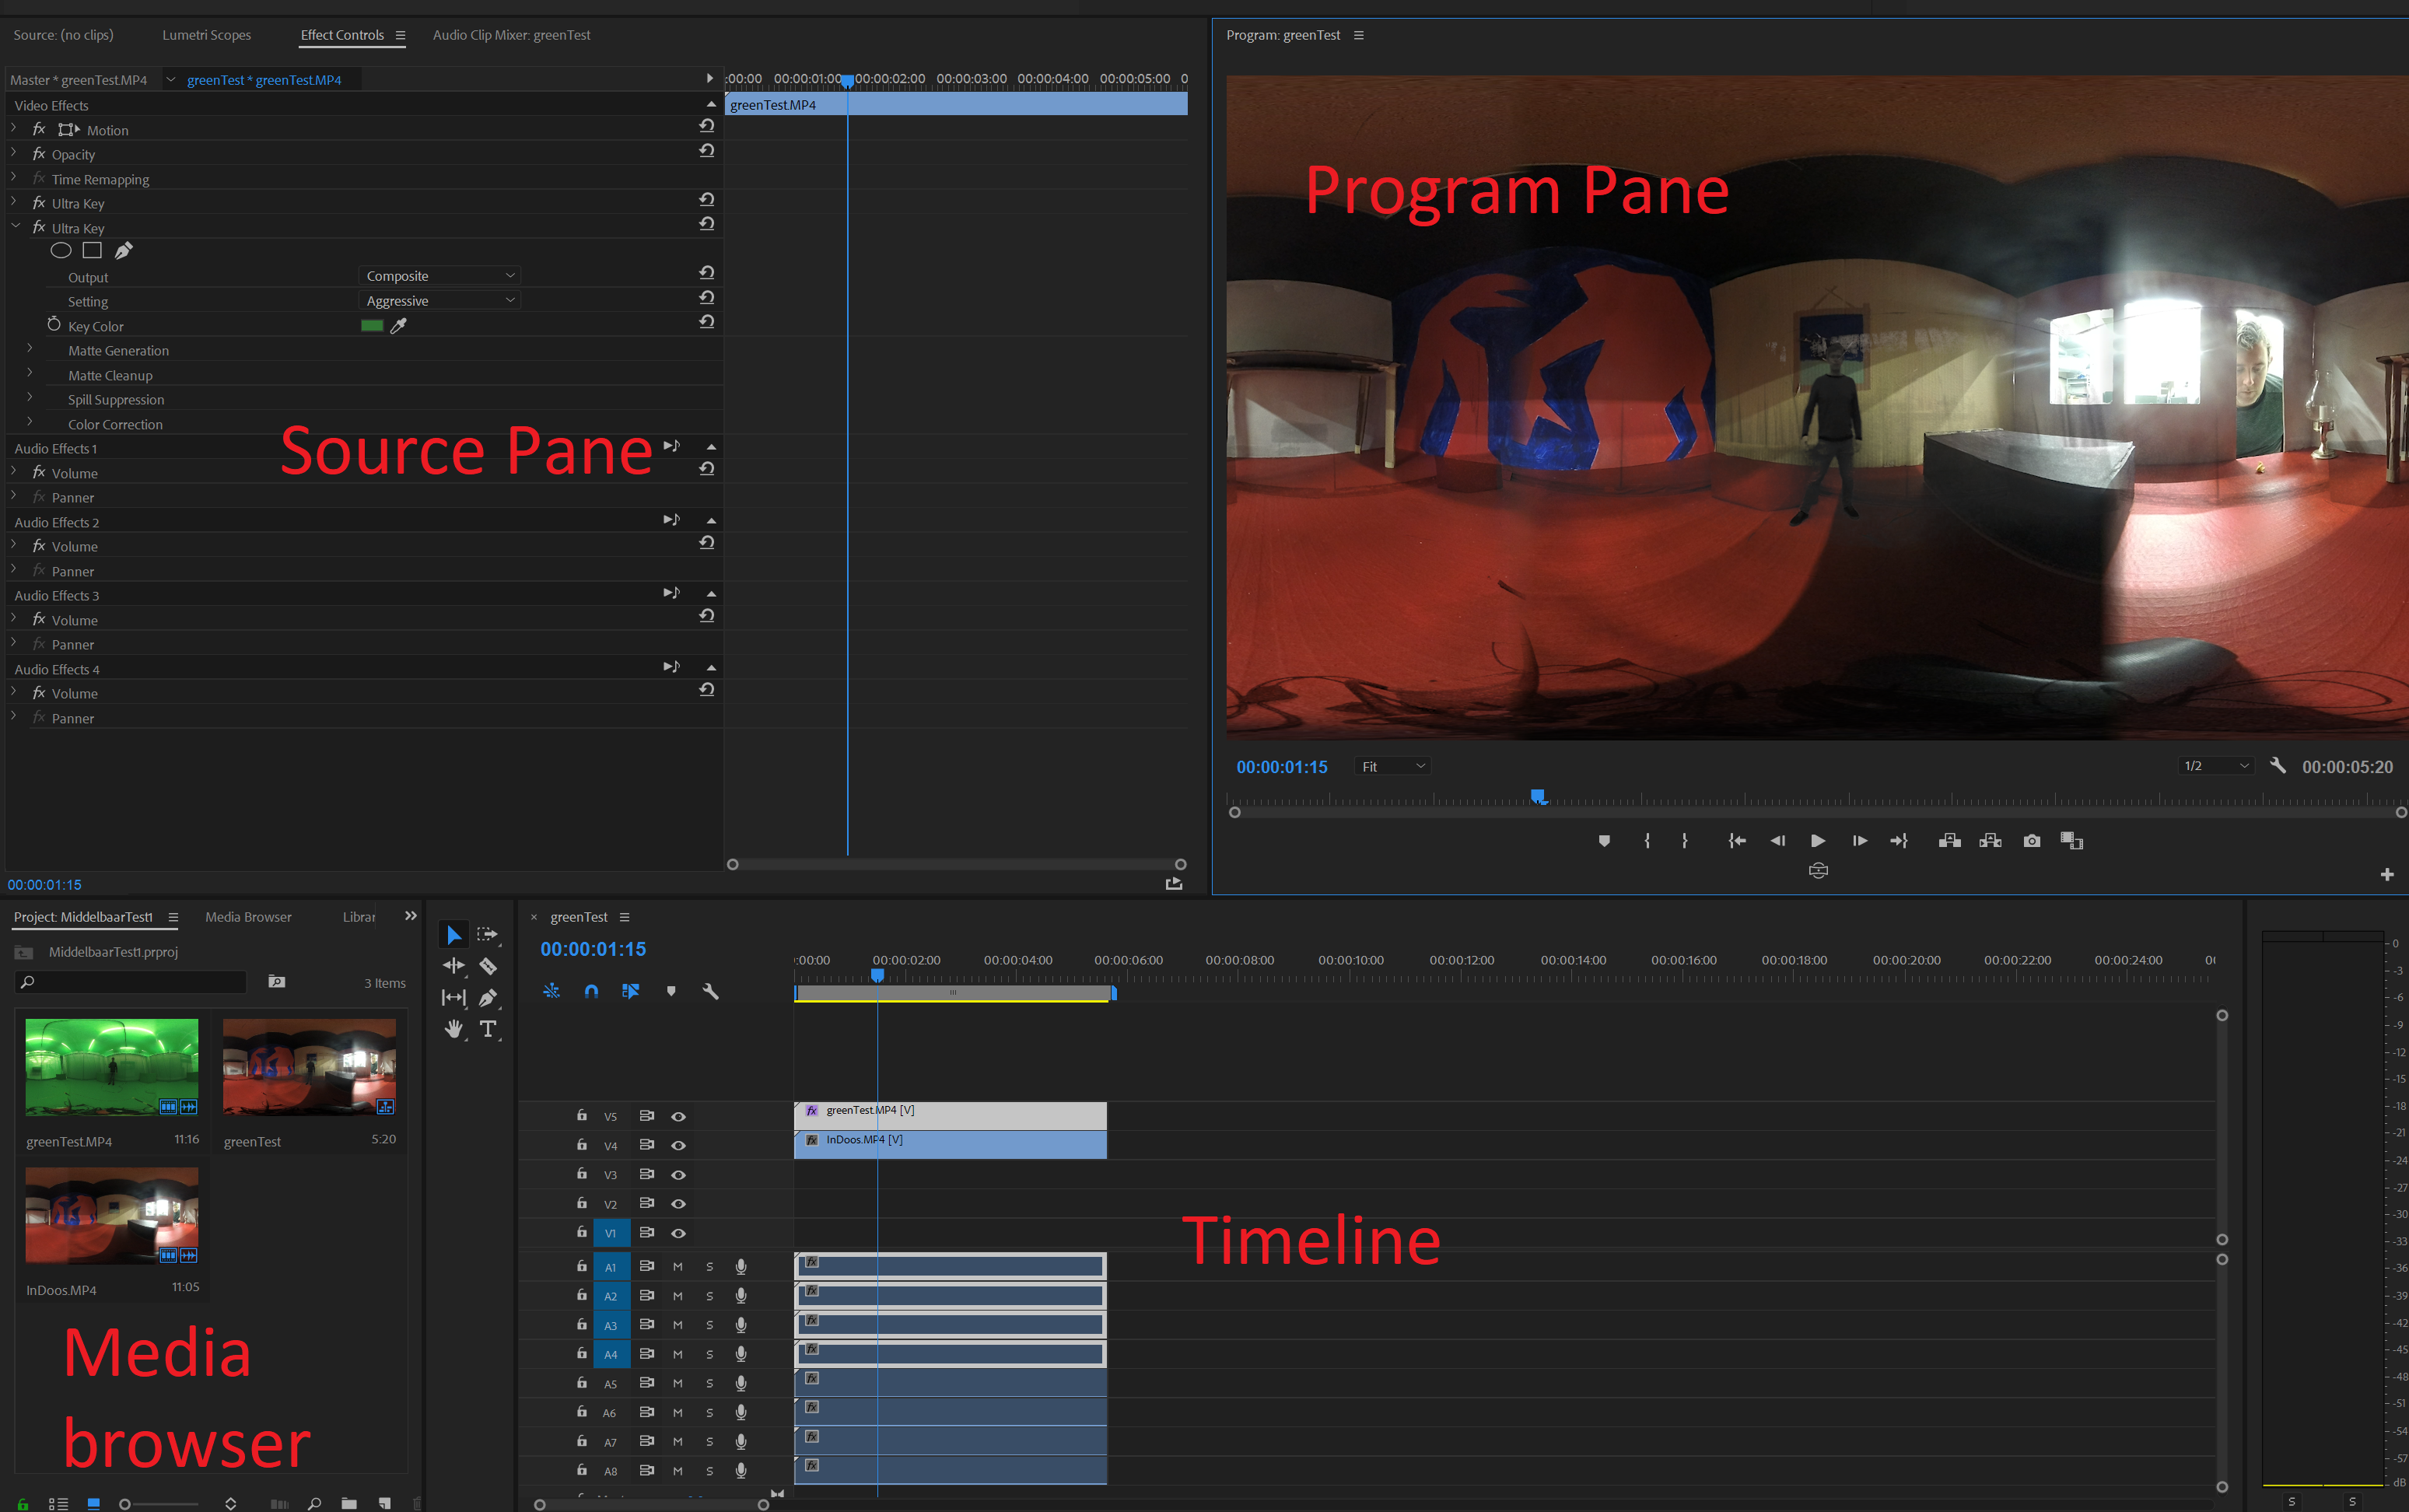 Source: (no clips) Lumetri Scopes Effect Controls Audio Clip Mixer: greenTest
Program: greenTest
Master * greenTest.MP4 greenTest * greenTest.MP4
:00:00 00:00:01:00 00:00:02:00 00:00:03:00 00:00:04:00 00:00:05:00 0
Video Effects
greenTest.MP4
fx Motion
fx Opacity
fx Time Remapping
fx Ultra Key
fx Ultra Key
Output Composite
Setting Aggressive
Key Color
Matte Generation
Matte Cleanup
Spill Suppression
Color Correction
Source Pane
Program Pane
Audio Effects 1
fx Volume
fx Panner
Audio Effects 2
fx Volume
fx Panner
Audio Effects 3
fx Volume
fx Panner
Audio Effects 4
fx Volume
fx Panner
00:00:01:15
00:00:01:15 Fit 1/2 00:00:05:20
Project: MiddelbaarTest1 Media Browser Librar
MiddelbaarTest1.prproj
3 Items
greenTest.MP4 11:16
greenTest 5:20
InDoos.MP4 11:05
Media
browser
T
greenTest
00:00:01:15
:00:00 00:00:02:00 00:00:04:00 00:00:06:00 00:00:08:00 00:00:10:00 00:00:12:00 00:00:14:00 00:00:16:00 00:00:18:00 00:00:20:00 00:00:22:00 00:00:24:00
V5 fx greenTest.MP4 [V]
V4 fx InDoos.MP4 [V]
V3
V2
V1
Timeline
A1 M S fx
A2 M S fx
A3 M S fx
A4 M S fx
A5 M S fx
A6 M S fx
A7 M S fx
A8 M S fx
0
-3
-6
-9
-12
-15
-18
-21
-24
-27
-30
-33
-36
-39
-42
-45
-48
-51
-54
-57
dB
S S